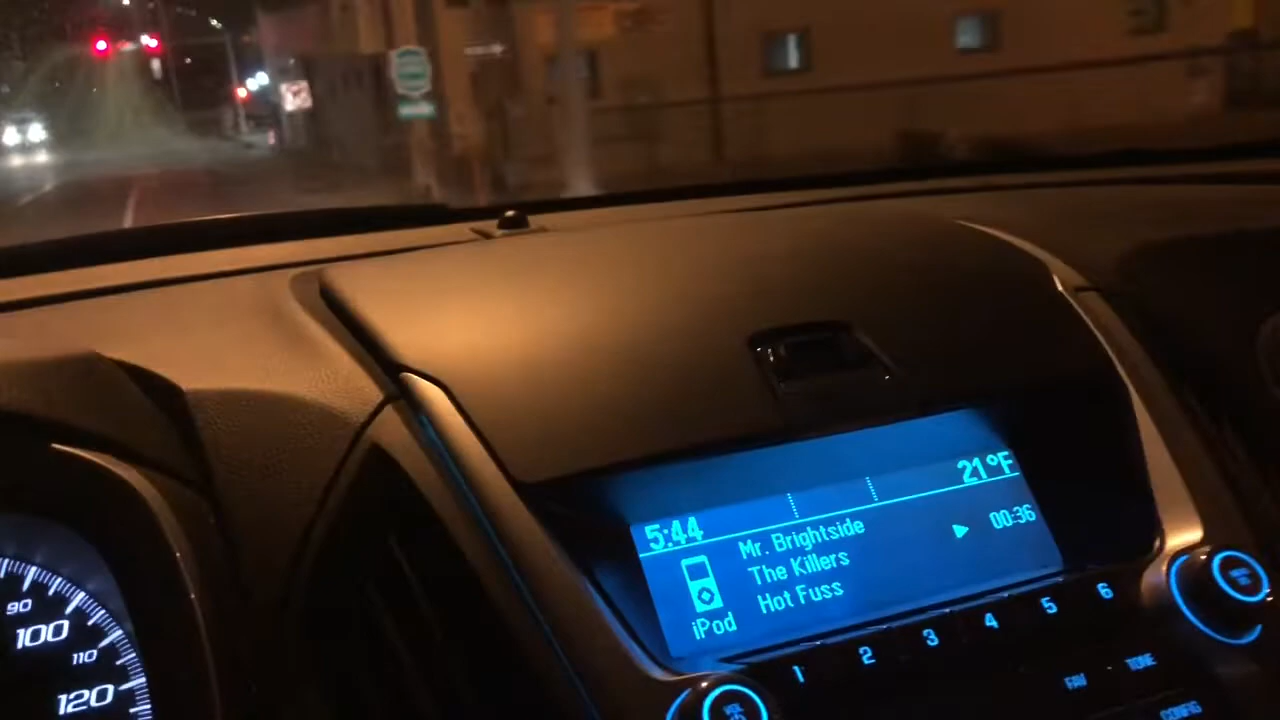 5:44
21°F
Mr. Brightside
00:36
The Killers
Hot Fuss
iPod
1 2 3 4 5 6
FAV
TONE
CONFIG
90
100
110
120